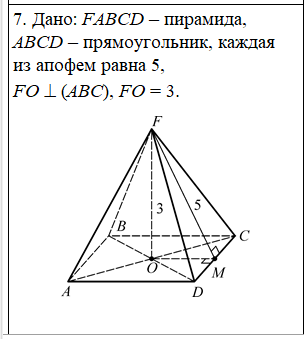 7. Дано: FABCD – пирамида,
ABCD – прямоугольник, каждая
из апофем равна 5,
FO ⊥ (ABC), FO = 3.
F
B
3
5
C
O
M
A
D